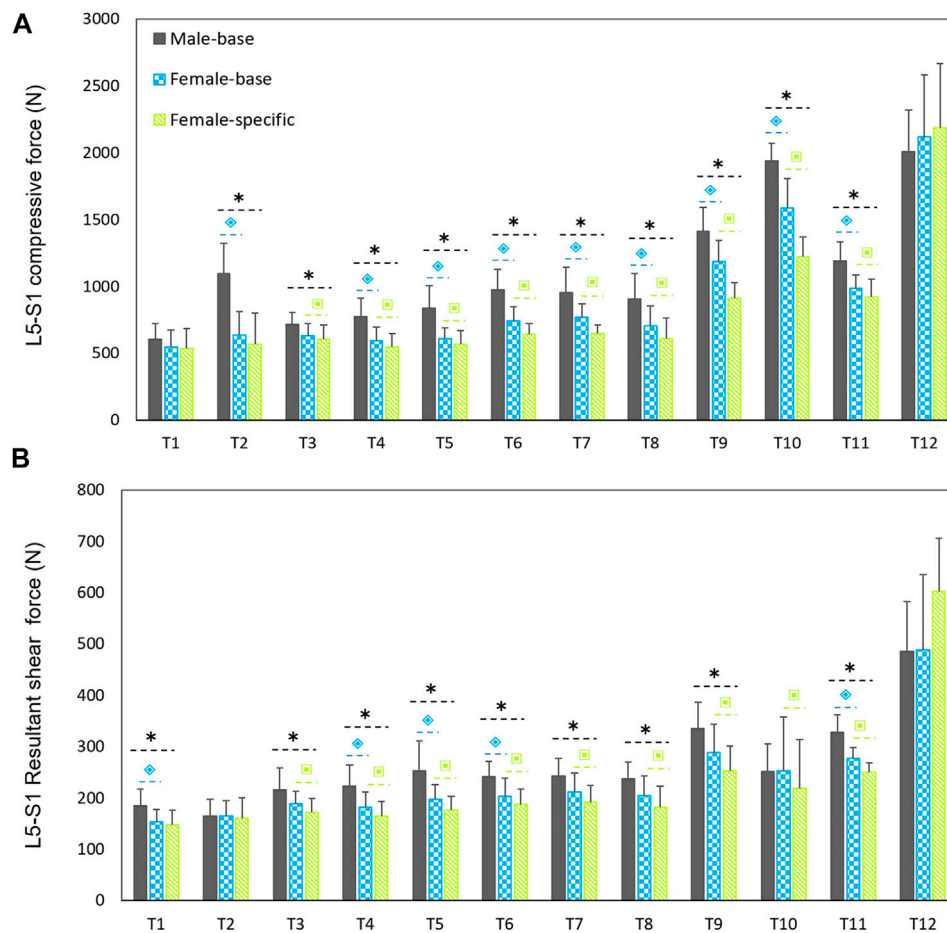 A
L5-S1 compressive force (N)
3000
2500
2000
1500
1000
500
0
Male-base
Female-base
Female-specific
* * * * * * * * * *
T1 T2 T3 T4 T5 T6 T7 T8 T9 T10 T11 T12
B
L5-S1 Resultant shear force (N)
800
700
600
500
400
300
200
100
0
* * * * * * * * *
T1 T2 T3 T4 T5 T6 T7 T8 T9 T10 T11 T12